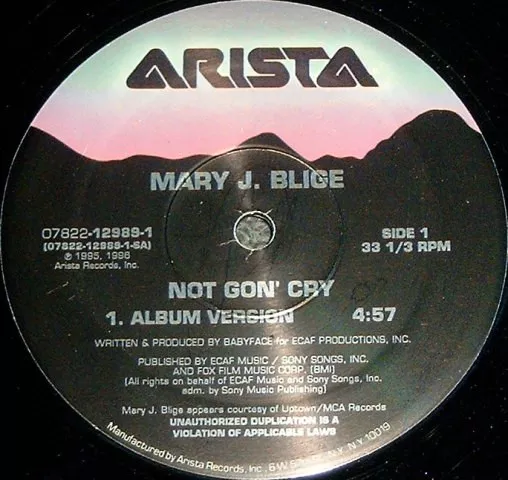 ARISTA
MARY J. BLIGE
07822-12989-1
(07822-12989-1-SA)
℗ 1995, 1996
Arista Records, Inc.
SIDE 1
33 1/3 RPM
NOT GON' CRY
1. ALBUM VERSION 4:57
WRITTEN & PRODUCED BY BABYFACE for ECAF PRODUCTIONS, INC.
PUBLISHED BY ECAF MUSIC / SONY SONGS, INC.
AND FOX FILM MUSIC CORP. (BMI)
(All rights on behalf of ECAF Music and Sony Songs, Inc.
adm. by Sony Music Publishing)
Mary J. Blige appears courtesy of Uptown/MCA Records
UNAUTHORIZED DUPLICATION IS A
VIOLATION OF APPLICABLE LAWS
Manufactured by Arista Records, Inc., 6 W. N.Y. N.Y. 10019